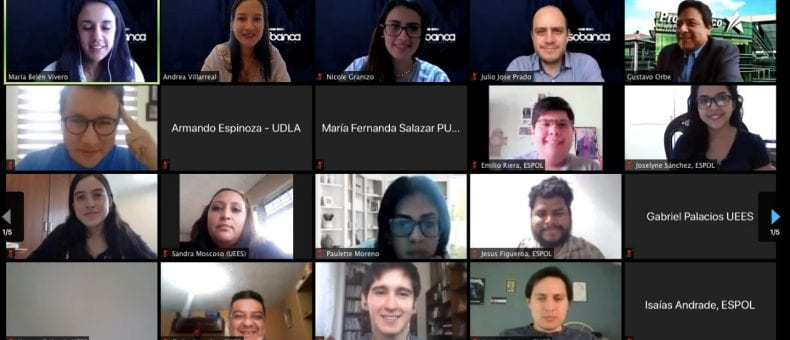 María Belén Vivero
Andrea Villarreal
Nicole Granizo
Julio Jose Prado
Gustavo Orbe
Armando Espinoza - UDLA
María Fernanda Salazar PU...
Emilio Riera, ESPOL
Joselyne Sánchez, ESPOL
1/5
Sandra Moscoso (UEES)
Paulette Moreno
Jesus Figueroa, ESPOL
Gabriel Palacios UEES
1/5
Isaías Andrade, ESPOL